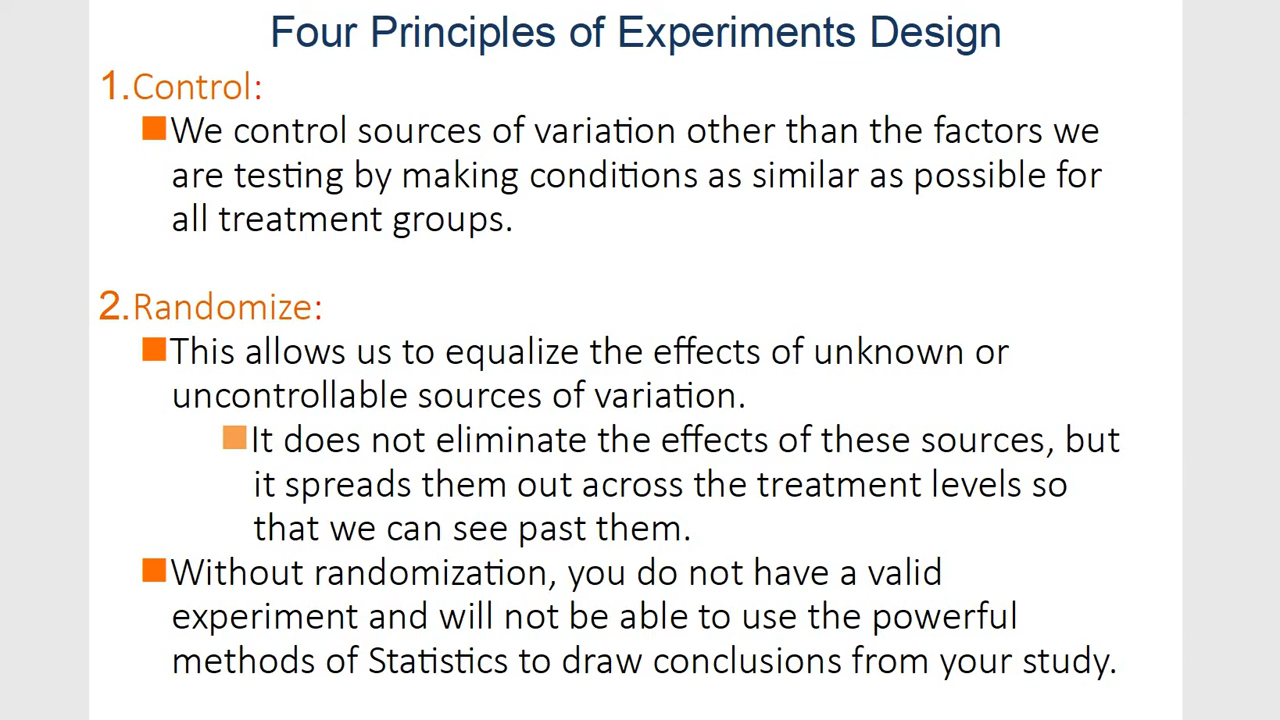 Four Principles of Experiments Design
1.Control:
We control sources of variation other than the factors we
are testing by making conditions as similar as possible for
all treatment groups.
2.Randomize:
This allows us to equalize the effects of unknown or
uncontrollable sources of variation.
It does not eliminate the effects of these sources, but
it spreads them out across the treatment levels so
that we can see past them.
Without randomization, you do not have a valid
experiment and will not be able to use the powerful
methods of Statistics to draw conclusions from your study.